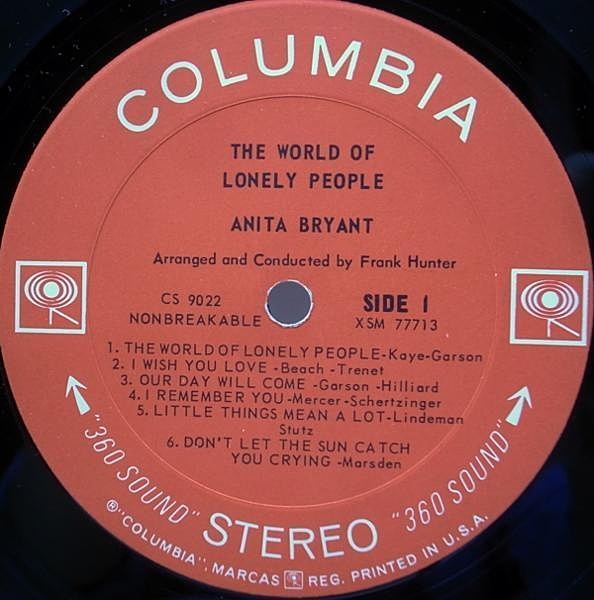 COLUMBIA
THE WORLD OF
LONELY PEOPLE
ANITA BRYANT
Arranged and Conducted by Frank Hunter
CS 9022
NONBREAKABLE
SIDE 1
XSM 77713
1. THE WORLD OF LONELY PEOPLE-Kaye-Garson
2. I WISH YOU LOVE -Beach -Trenet
3. OUR DAY WILL COME -Garson -Hilliard
4. I REMEMBER YOU-Mercer-Schertzinger
5. LITTLE THINGS MEAN A LOT-Lindeman
Stutz
6. DON'T LET THE SUN CATCH
YOU CRYING -Marsden
"360 SOUND" STEREO "360 SOUND"
®"COLUMBIA", MARCAS REG. PRINTED IN U.S.A.